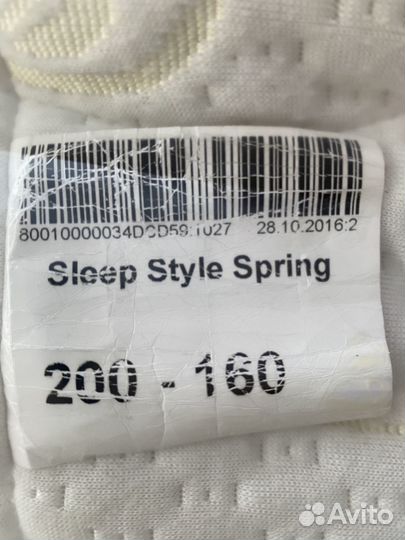 80010000034DCD59:1027 28.10.2016:2
Sleep Style Spring
200 - 160
Avito